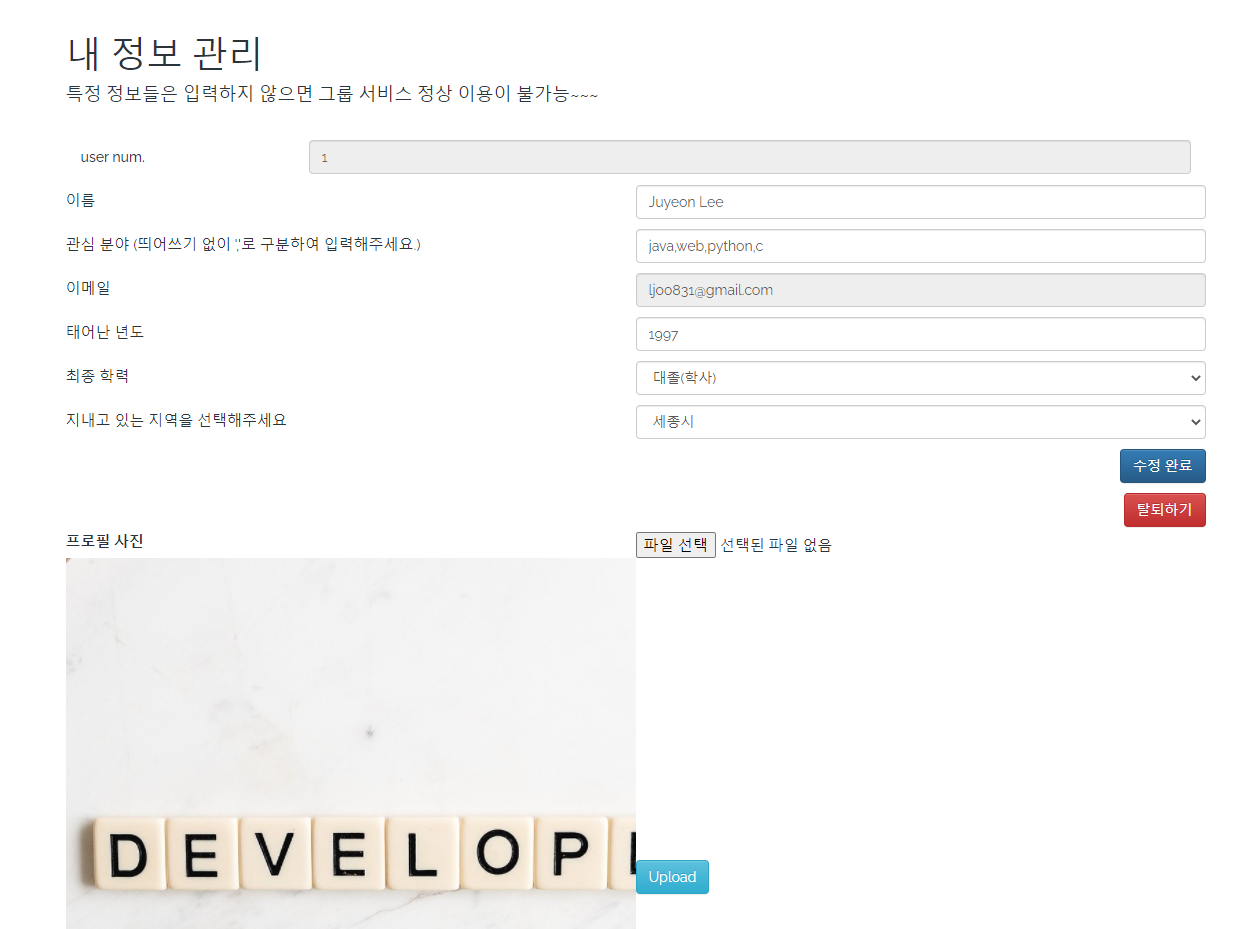 내 정보 관리
특정 정보들은 입력하지 않으면 그룹 서비스 정상 이용이 불가능~~~
user num. 1
이름 Juyeon Lee
관심 분야 (띄어쓰기 없이 ','로 구분하여 입력해주세요.) java,web,python,c
이메일 ljoo831@gmail.com
태어난 년도 1997
최종 학력 대졸(학사)
지내고 있는 지역을 선택해주세요 세종시
수정 완료
탈퇴하기
프로필 사진 파일 선택 선택된 파일 없음
DEVELOP
Upload